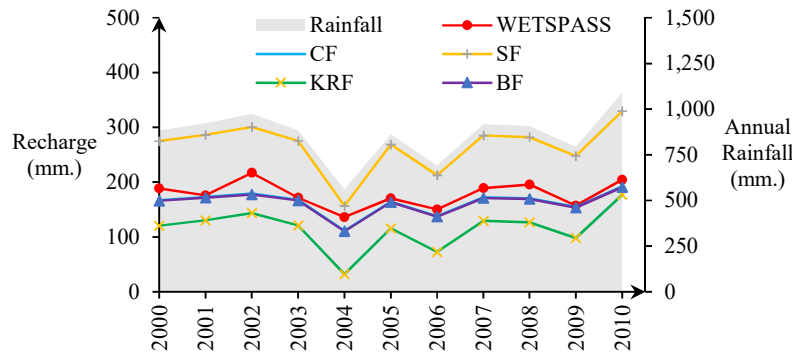 500
400
300
200
100
0
Recharge
(mm.)
Rainfall
WETSPASS
CF
SF
KRF
BF
1,500
1,250
1,000
750
500
250
0
Annual
Rainfall
(mm.)
2000
2001
2002
2003
2004
2005
2006
2007
2008
2009
2010